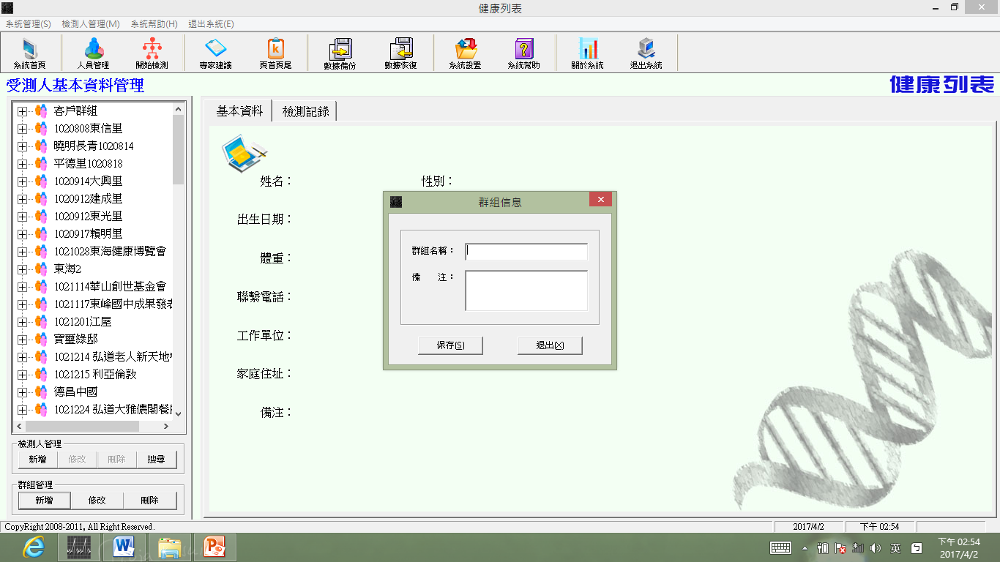 健康列表
系統管理(S) 檢測人管理(M) 系統幫助(H) 退出系統(E)
系統首頁 人員管理 開始檢測 專家建議 頁首頁尾 數據備份 數據恢復 系統設置 系統幫助 關於系統 退出系統
受測人基本資料管理 健康列表
客戶群組
1020808東信里
曉明長青1020814
平德里1020818
1020914大興里
1020912建成里
1020912東光里
1020917賴明里
1021028東海健康博覽會
東海2
1021114華山創世基金會
1021117東峰國中成果發表
1021201江屋
寶璽綠邸
1021214 弘道老人新天地
1021215 利亞倫敦
德昌中國
1021224 弘道大雅儂閣餐
檢測人管理
新增 修改 刪除 搜尋
群組管理
新增 修改 刪除
基本資料 檢測記錄
姓名： 性別：
出生日期：
體重：
聯繫電話：
工作單位：
家庭住址：
備注：
群组信息
群組名稱：
備 注：
保存(S) 退出(X)
CopyRight 2008-2011, All Right Reserved. 2017/4/2 下午 02:54
英 下午 02:54
2017/4/2